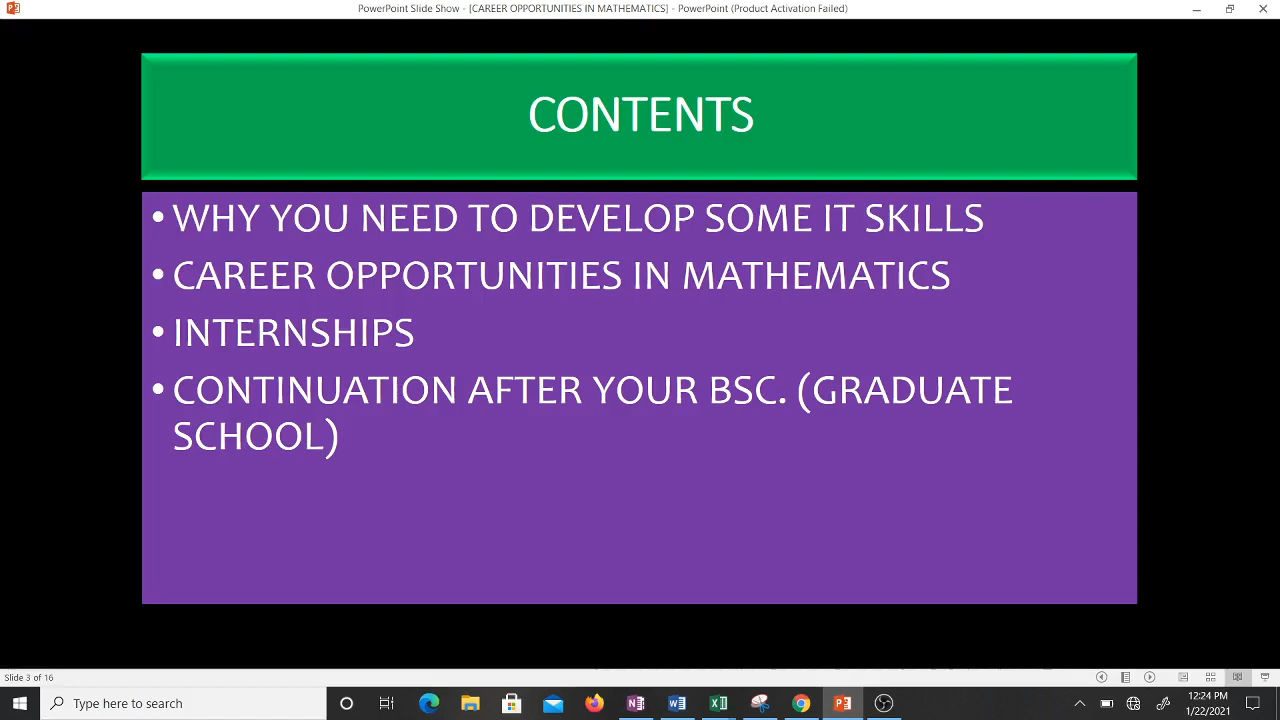 PowerPoint Slide Show - [CAREER OPPORTUNITIES IN MATHEMATICS] - PowerPoint (Product Activation Failed)
CONTENTS
• WHY YOU NEED TO DEVELOP SOME IT SKILLS
• CAREER OPPORTUNITIES IN MATHEMATICS
• INTERNSHIPS
• CONTINUATION AFTER YOUR BSC. (GRADUATE
SCHOOL)
Slide 3 of 16
Type here to search
12:24 PM
1/22/2021